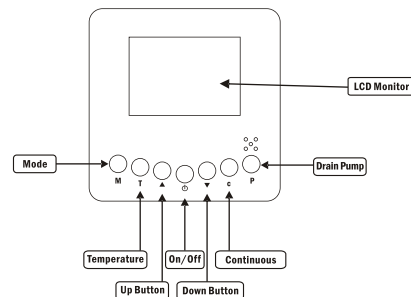 LCD Monitor
Mode
Drain Pump
M T ▲ ▼ c P
Temperature
On/Off
Continuous
Up Button
Down Button